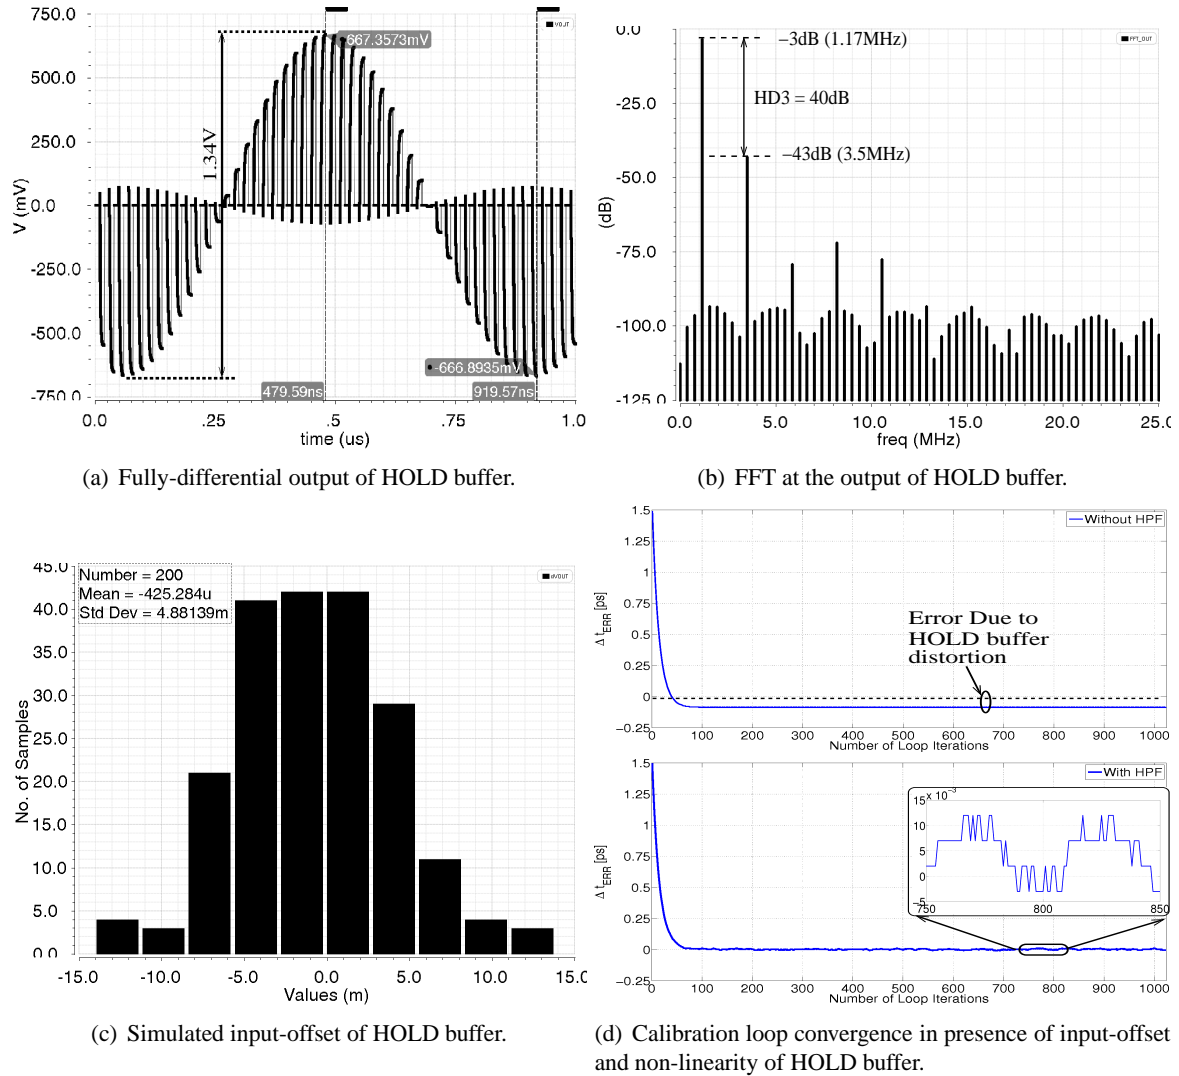 750.0
500.0
250.0
0.0
-250.0
-500.0
-750.0
V (mV)
1.34V
VOUT
667.3573mV
-666.8935mV
479.59ns
919.57ns
0.0 .25 .5 .75 1.0
time (us)
(a) Fully-differential output of HOLD buffer.
0.0
-25.0
-50.0
-75.0
-100.0
-125.0
(dB)
FFT_OUT
−3dB (1.17MHz)
HD3 = 40dB
−43dB (3.5MHz)
0.0 5.0 10.0 15.0 20.0 25.0
freq (MHz)
(b) FFT at the output of HOLD buffer.
45.0
40.0
35.0
30.0
25.0
20.0
15.0
10.0
5.0
0.0
No. of Samples
Number = 200
Mean = -425.284u
Std Dev = 4.88139m
-15.0 -10.0 -5.0 0.0 5.0 10.0 15.0
Values (m)
(c) Simulated input-offset of HOLD buffer.
1.5
1.25
1
0.75
0.5
0.25
0
−0.25
Δ tERR [ps]
Without HPF
Error Due to
HOLD buffer
distortion
0 100 200 300 400 500 600 700 800 900 1000
Number of Loop Iterations
1.5
1.25
1
0.75
0.5
0.25
0
−0.25
Δ tERR [ps]
With HPF
x 10−3
15
10
5
0
−5
750 800 850
0 100 200 300 400 500 600 700 800 900 1000
Number of Loop Iterations
(d) Calibration loop convergence in presence of input-offset
and non-linearity of HOLD buffer.